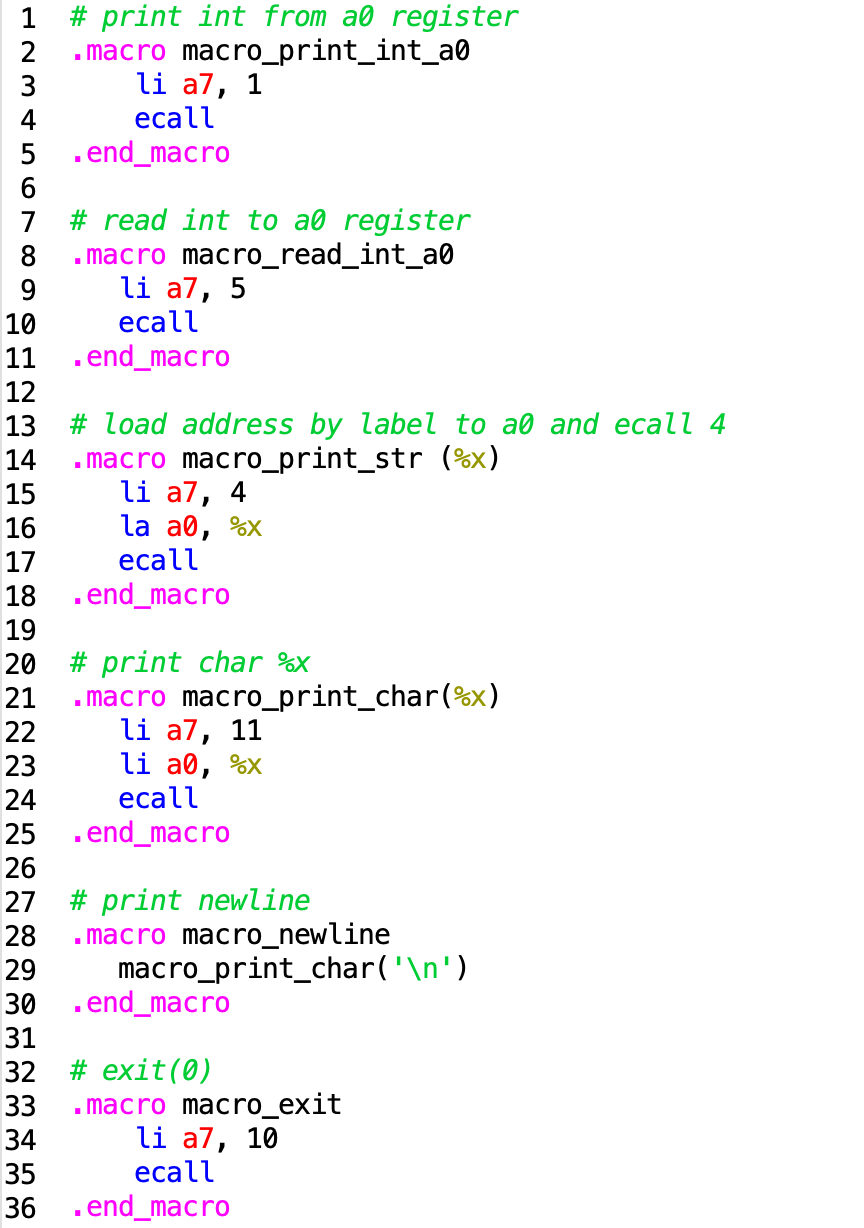 1 # print int from a0 register
2 .macro macro_print_int_a0
3 li a7, 1
4 ecall
5 .end_macro
6
7 # read int to a0 register
8 .macro macro_read_int_a0
9 li a7, 5
10 ecall
11 .end_macro
12
13 # load address by label to a0 and ecall 4
14 .macro macro_print_str (%x)
15 li a7, 4
16 la a0, %x
17 ecall
18 .end_macro
19
20 # print char %x
21 .macro macro_print_char(%x)
22 li a7, 11
23 li a0, %x
24 ecall
25 .end_macro
26
27 # print newline
28 .macro macro_newline
29 macro_print_char('\n')
30 .end_macro
31
32 # exit(0)
33 .macro macro_exit
34 li a7, 10
35 ecall
36 .end_macro